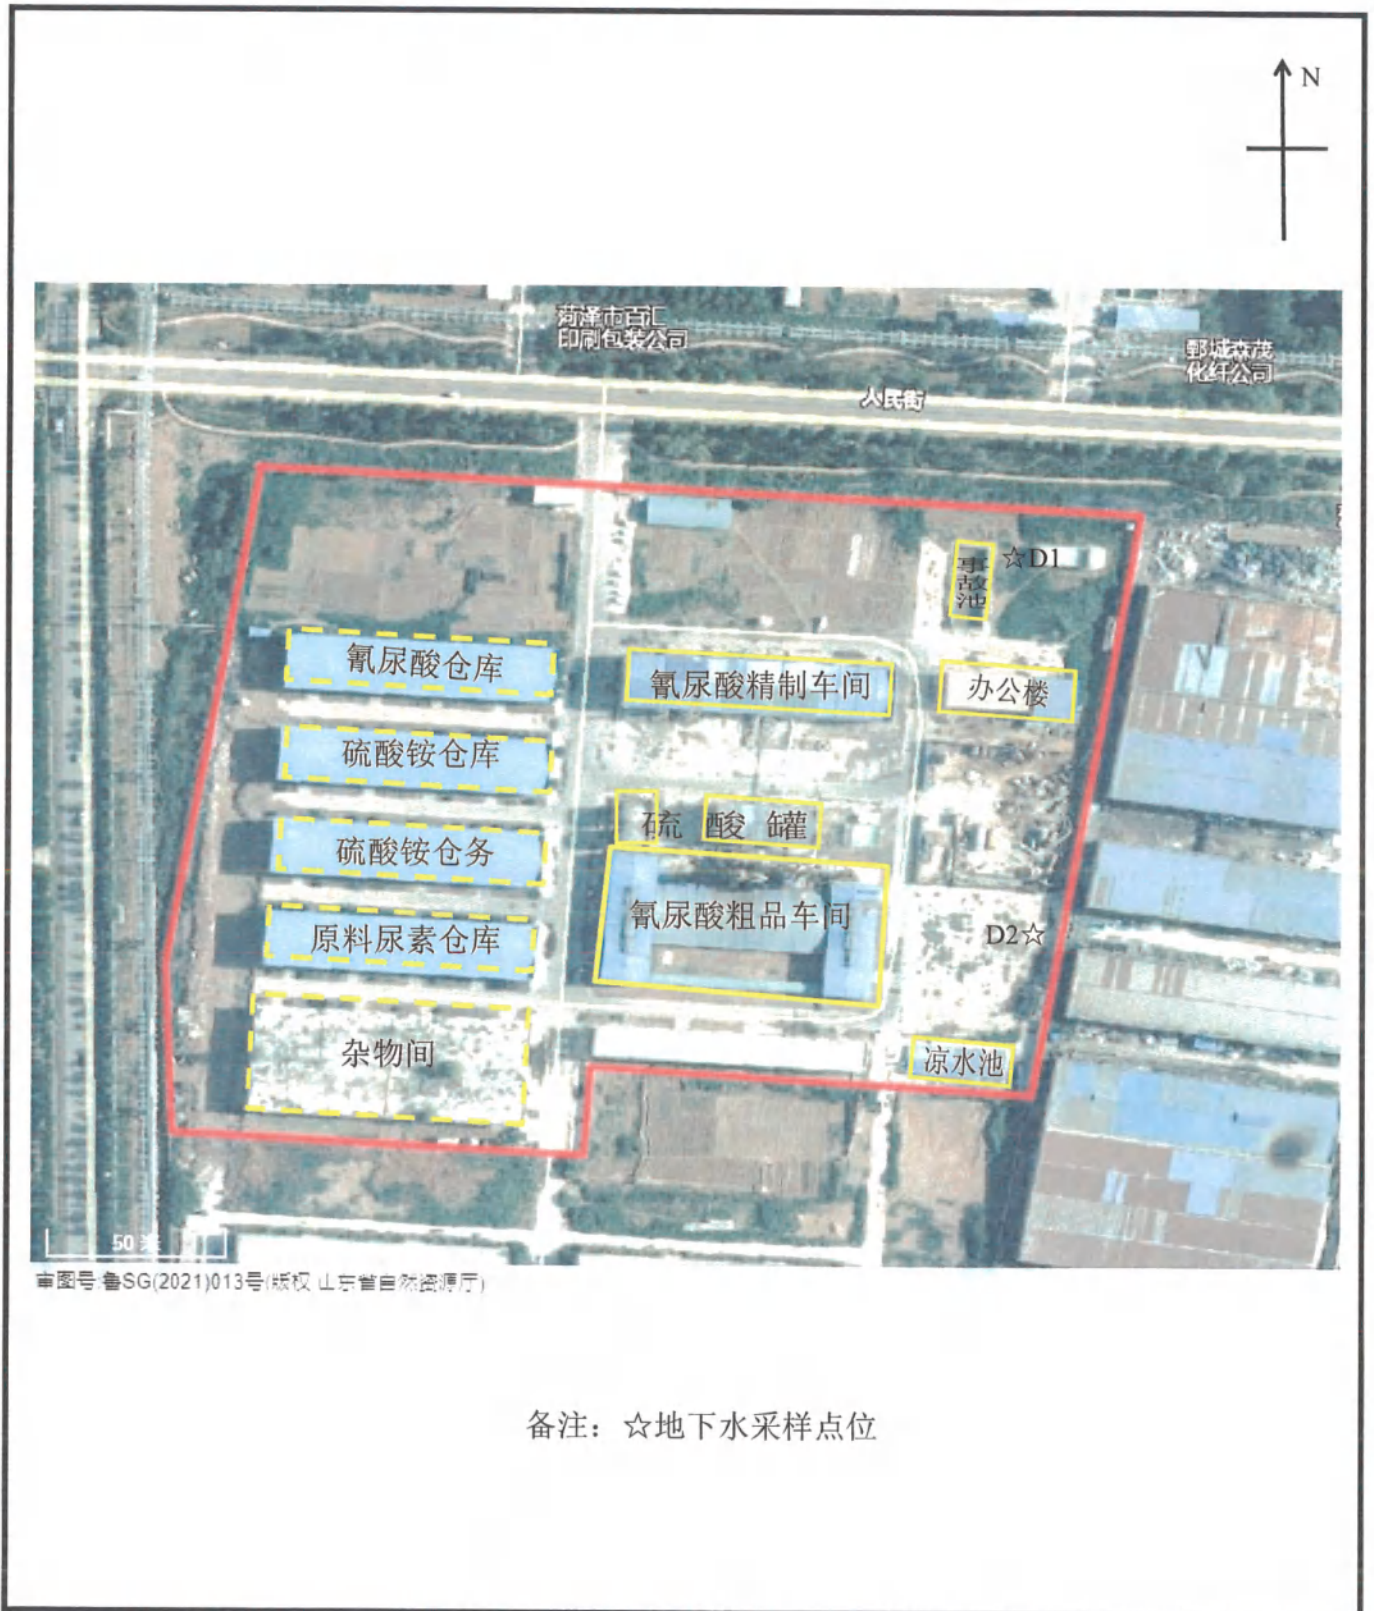 N
菏泽市百汇
印刷包装公司
鄄城森茂
化纤公司
人民街
事故池
☆D1
氰尿酸仓库
氰尿酸精制车间
办公楼
硫酸铵仓库
硫 酸 罐
硫酸铵仓务
氰尿酸粗品车间
原料尿素仓库
D2☆
杂物间
凉水池
50 米
审图号:鲁SG(2021)013号(版权 山东省自然资源厅)
备注：☆地下水采样点位